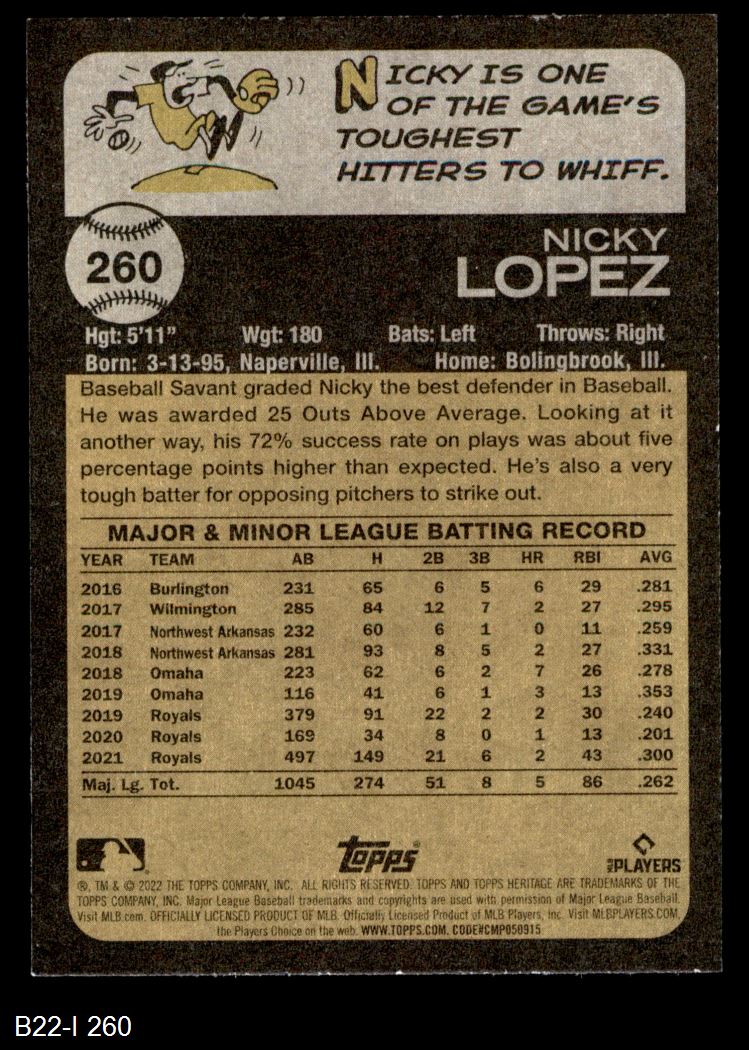 NICKY IS ONE
OF THE GAME'S
TOUGHEST
HITTERS TO WHIFF.
260
NICKY
LOPEZ
Hgt: 5'11" Wgt: 180 Bats: Left Throws: Right
Born: 3-13-95, Naperville, Ill. Home: Bolingbrook, Ill.
Baseball Savant graded Nicky the best defender in Baseball.
He was awarded 25 Outs Above Average. Looking at it
another way, his 72% success rate on plays was about five
percentage points higher than expected. He's also a very
tough batter for opposing pitchers to strike out.
MAJOR & MINOR LEAGUE BATTING RECORD
YEAR TEAM AB H 2B 3B HR RBI AVG
2016 Burlington 231 65 6 5 6 29 .281
2017 Wilmington 285 84 12 7 2 27 .295
2017 Northwest Arkansas 232 60 6 1 0 11 .259
2018 Northwest Arkansas 281 93 8 5 2 27 .331
2018 Omaha 223 62 6 2 7 26 .278
2019 Omaha 116 41 6 1 3 13 .353
2019 Royals 379 91 22 2 2 30 .240
2020 Royals 169 34 8 0 1 13 .201
2021 Royals 497 149 21 6 2 43 .300
Maj. Lg. Tot. 1045 274 51 8 5 86 .262
Topps
MLB PLAYERS
®, TM & © 2022 THE TOPPS COMPANY, INC. ALL RIGHTS RESERVED. TOPPS AND TOPPS HERITAGE ARE TRADEMARKS OF THE
TOPPS COMPANY, INC. Major League Baseball trademarks and copyrights are used with permission of Major League Baseball.
Visit MLB.com. OFFICIALLY LICENSED PRODUCT OF MLB. Officially Licensed Product of MLB Players, Inc. Visit MLBPLAYERS.COM,
the Players Choice on the web. WWW.TOPPS.COM. CODE#CMP050915
B22-I 260